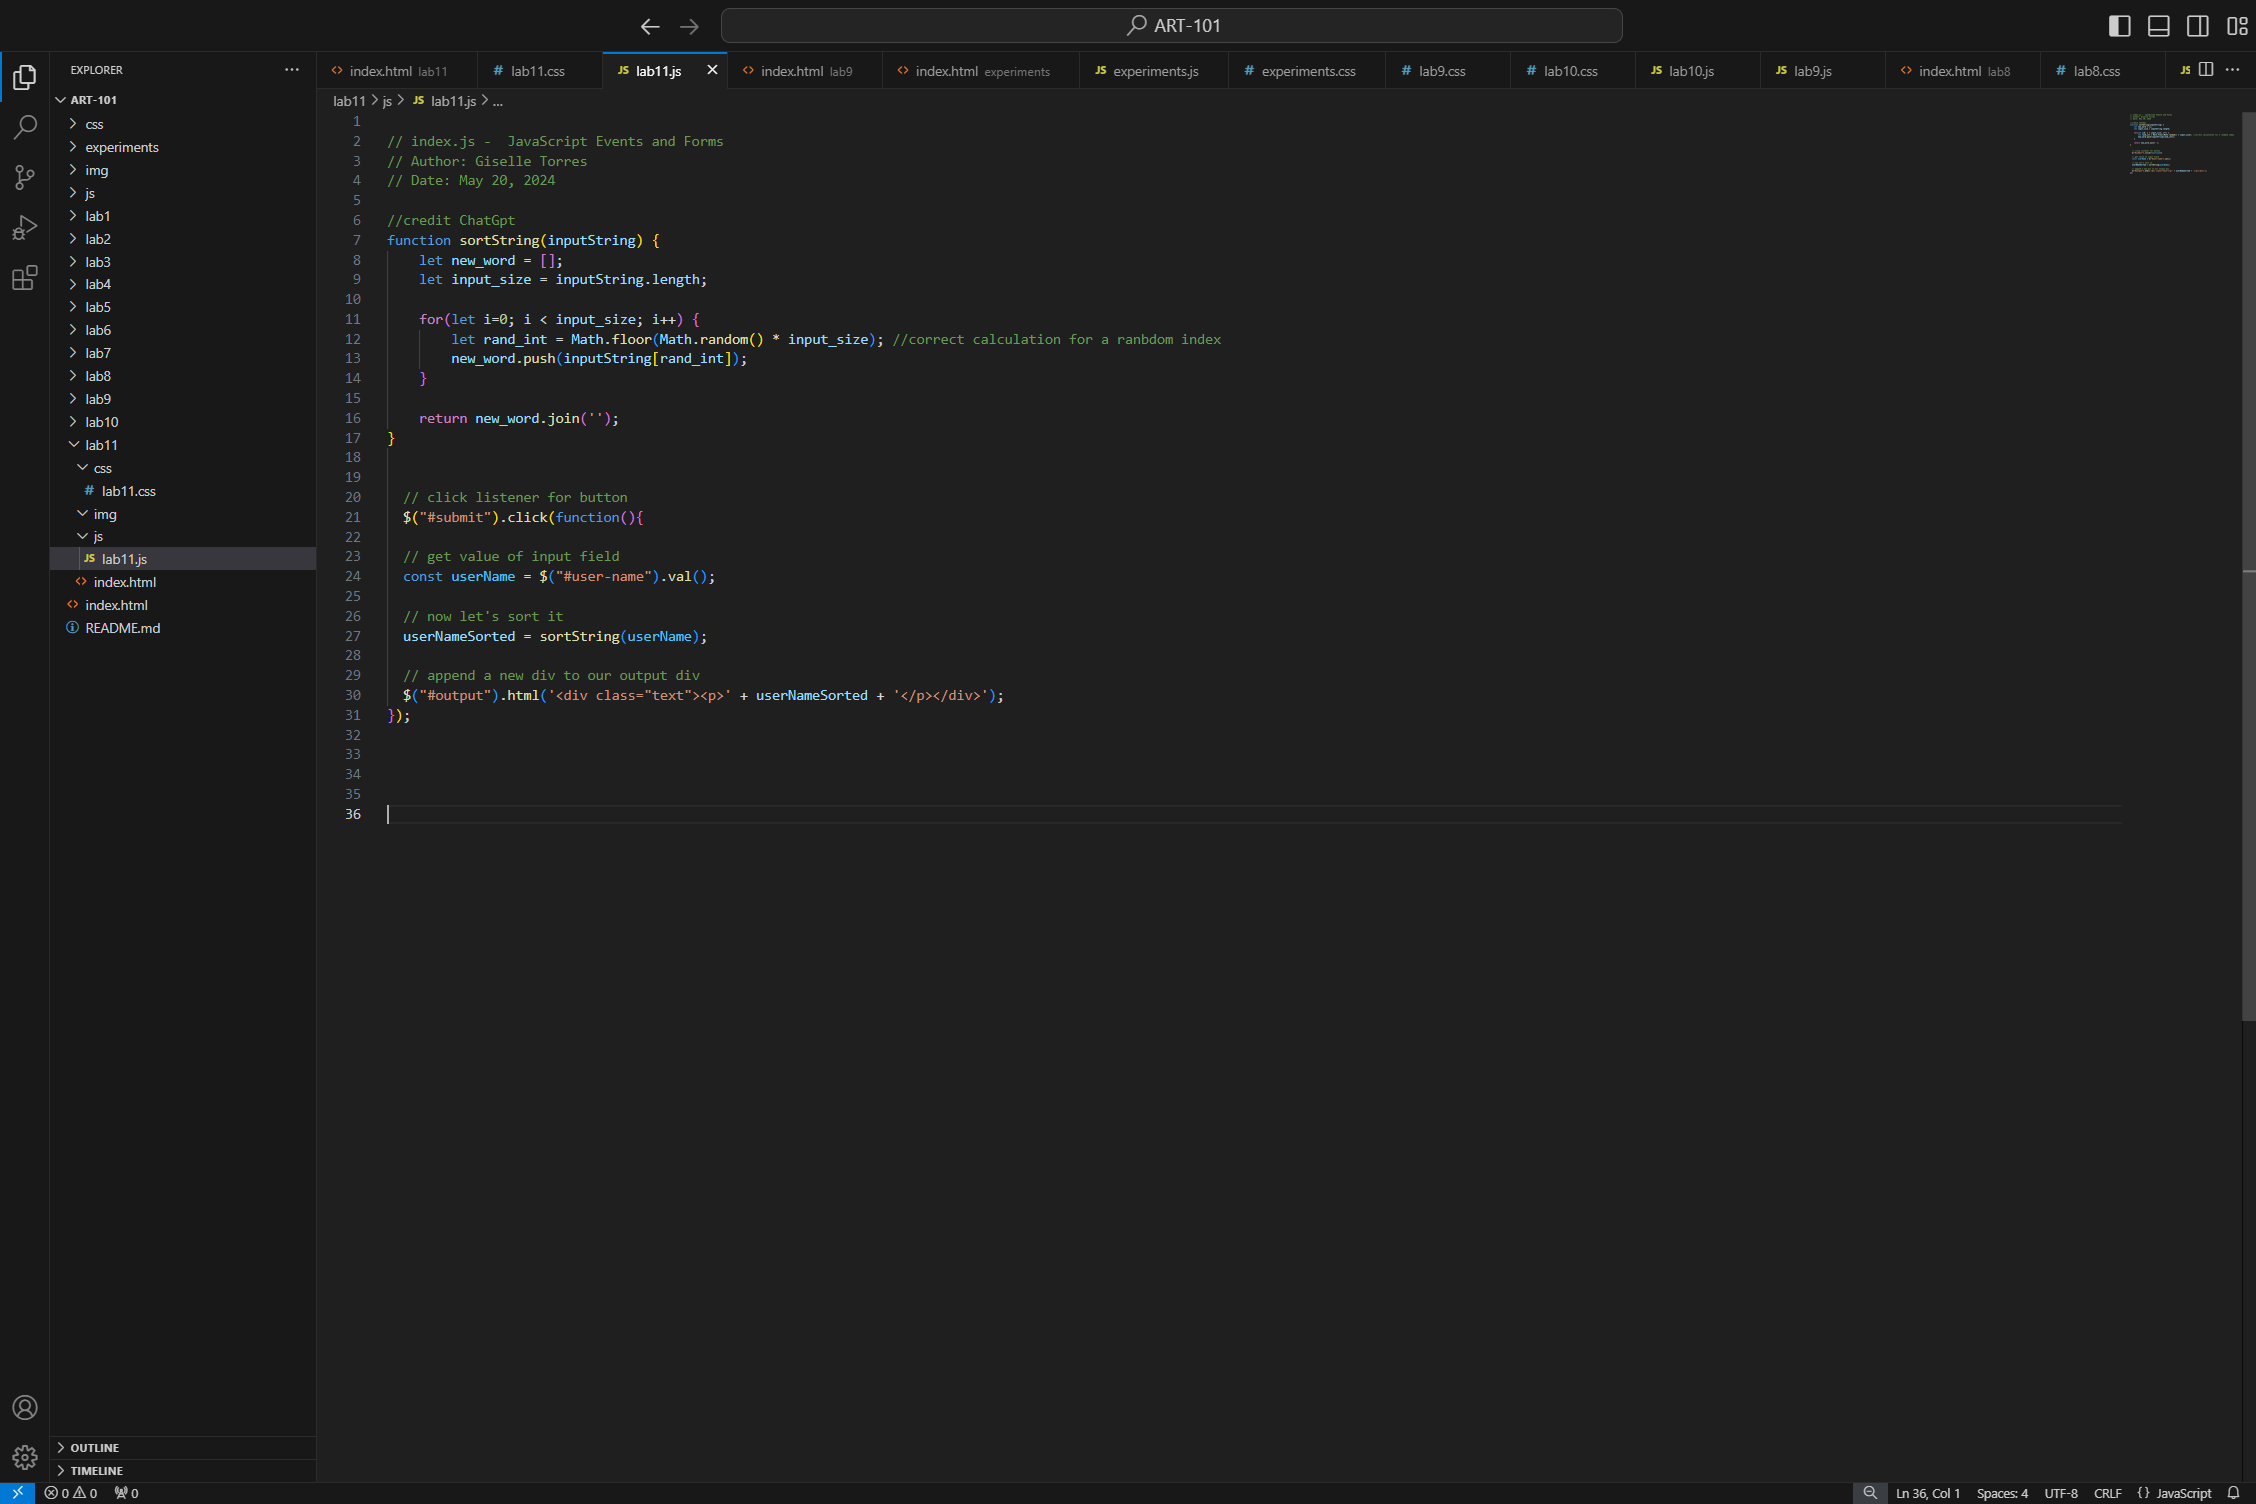 ART-101
EXPLORER
index.html lab11
lab11.css
JS lab11.js
index.html lab9
index.html experiments
JS experiments.js
experiments.css
lab9.css
lab10.css
JS lab10.js
JS lab9.js
index.html lab8
lab8.css
JS
lab11 > js > JS lab11.js > ...
ART-101
css
experiments
img
js
lab1
lab2
lab3
lab4
lab5
lab6
lab7
lab8
lab9
lab10
lab11
css
# lab11.css
img
js
JS lab11.js
<> index.html
<> index.html
README.md
OUTLINE
TIMELINE
1
2 // index.js -  JavaScript Events and Forms
3 // Author: Giselle Torres
4 // Date: May 20, 2024
5
6 //credit ChatGpt
7 function sortString(inputString) {
8     let new_word = [];
9     let input_size = inputString.length;
10
11     for(let i=0; i < input_size; i++) {
12         let rand_int = Math.floor(Math.random() * input_size); //correct calculation for a ranbdom index
13         new_word.push(inputString[rand_int]);
14     }
15
16     return new_word.join('');
17 }
18
19
20   // click listener for button
21   $("#submit").click(function(){
22
23   // get value of input field
24   const userName = $("#user-name").val();
25
26   // now let's sort it
27   userNameSorted = sortString(userName);
28
29   // append a new div to our output div
30   $("#output").html('<div class="text"><p>' + userNameSorted + '</p></div>');
31 });
32
33
34
35
36
0 0 0
Ln 36, Col 1 Spaces: 4 UTF-8 CRLF {} JavaScript